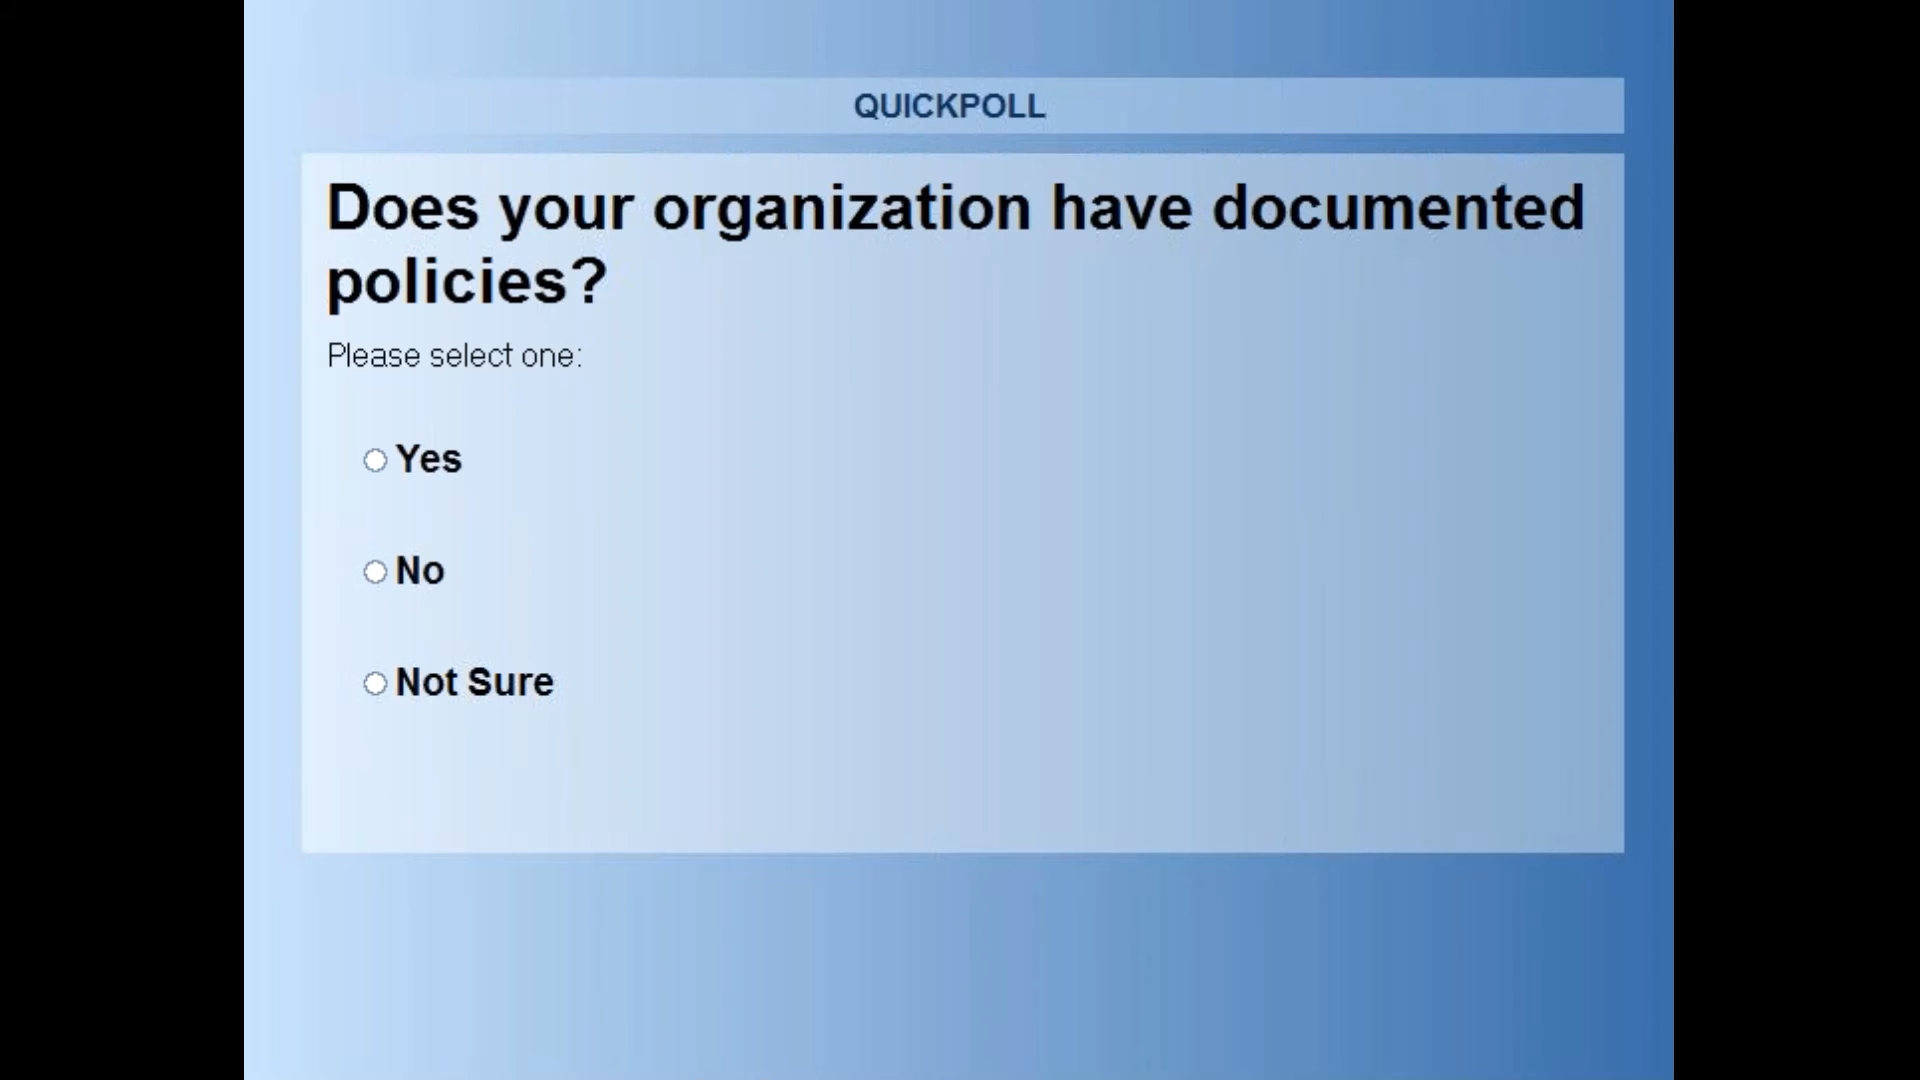 QUICKPOLL
Does your organization have documented
policies?
Please select one:
Yes
No
Not Sure